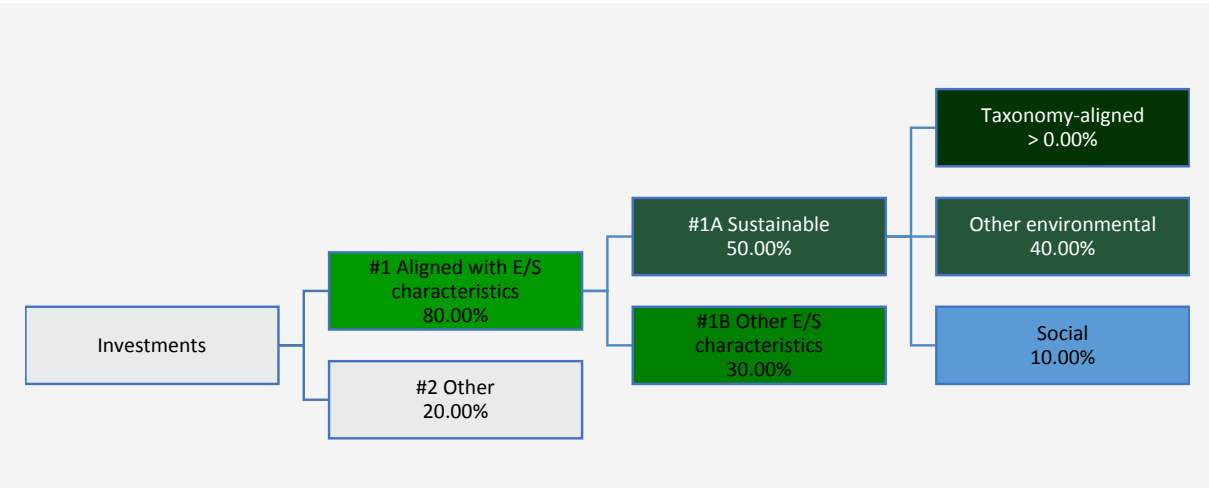 Investments
#1 Aligned with E/S
characteristics
80.00%
#2 Other
20.00%
#1A Sustainable
50.00%
#1B Other E/S
characteristics
30.00%
Taxonomy-aligned
> 0.00%
Other environmental
40.00%
Social
10.00%